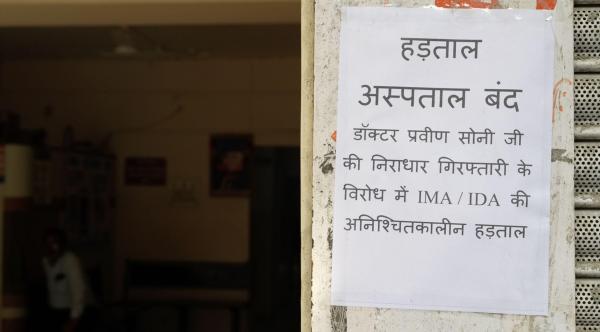 हड़ताल
अस्पताल बंद
डॉक्टर प्रवीण सोनी जी
की निराधार गिरफ्तारी के
विरोध में IMA / IDA की
अनिश्चितकालीन हड़ताल